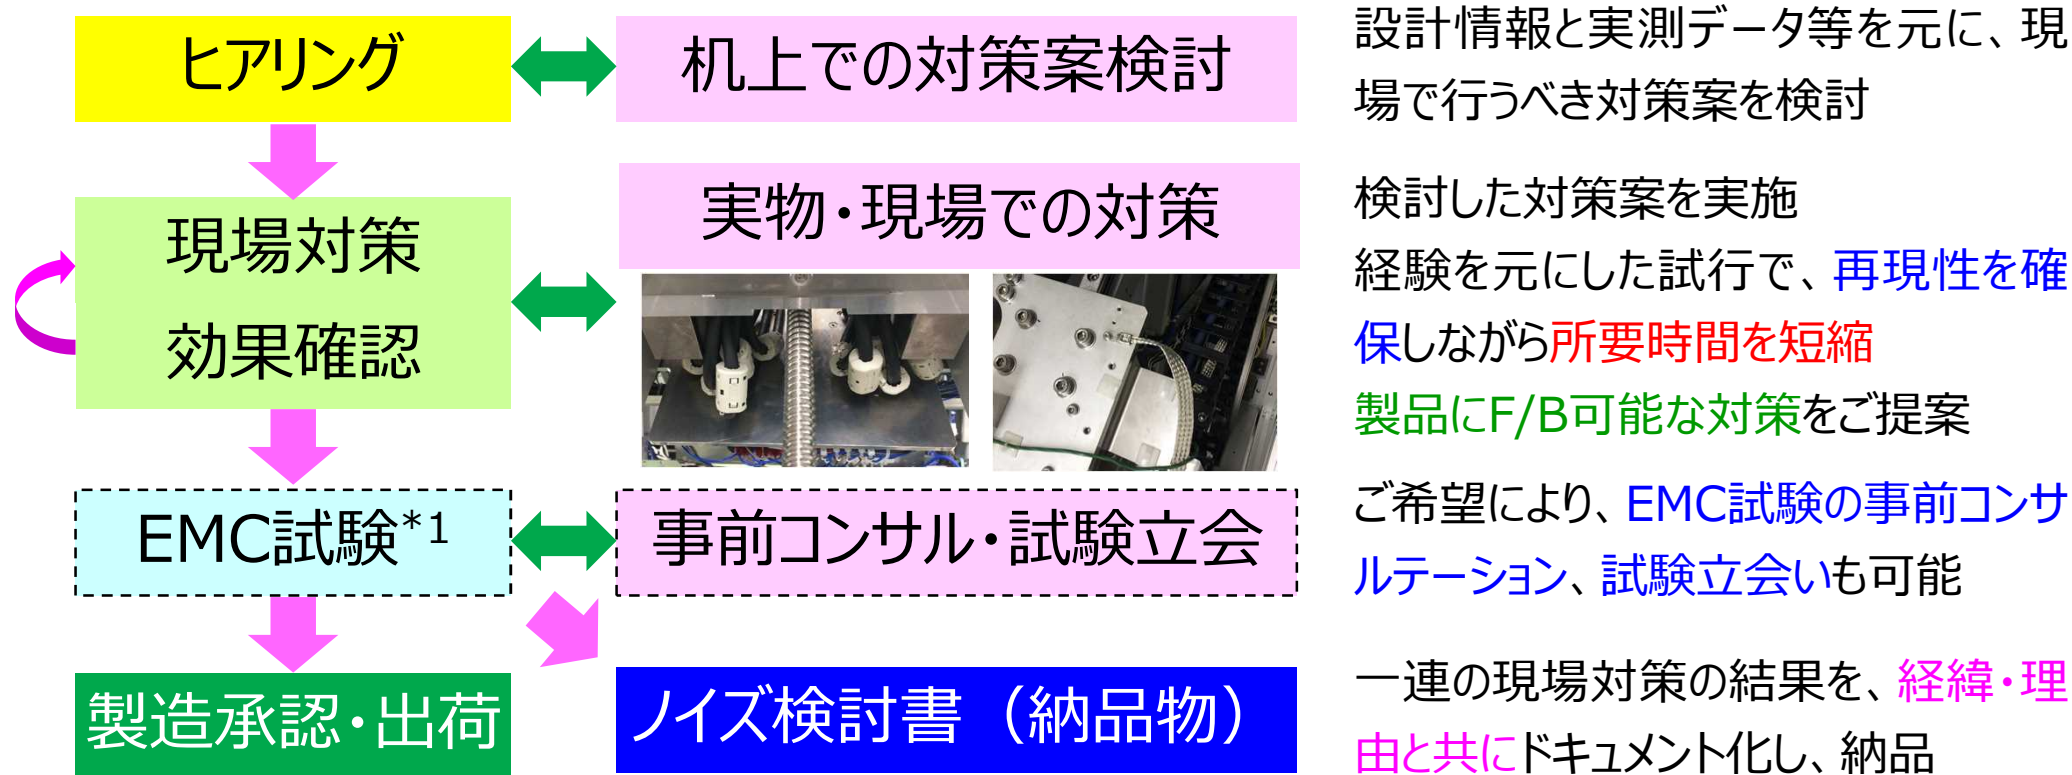 ヒアリング
机上での対策案検討
設計情報と実測データ等を元に、現
場で行うべき対策案を検討
現場対策
効果確認
実物・現場での対策
検討した対策案を実施
経験を元にした試行で、再現性を確
保しながら所要時間を短縮
製品にF/B可能な対策をご提案
EMC試験*1
事前コンサル・試験立会
ご希望により、EMC試験の事前コンサ
ルテーション、試験立会いも可能
製造承認・出荷
ノイズ検討書（納品物）
一連の現場対策の結果を、経緯・理
由と共にドキュメント化し、納品